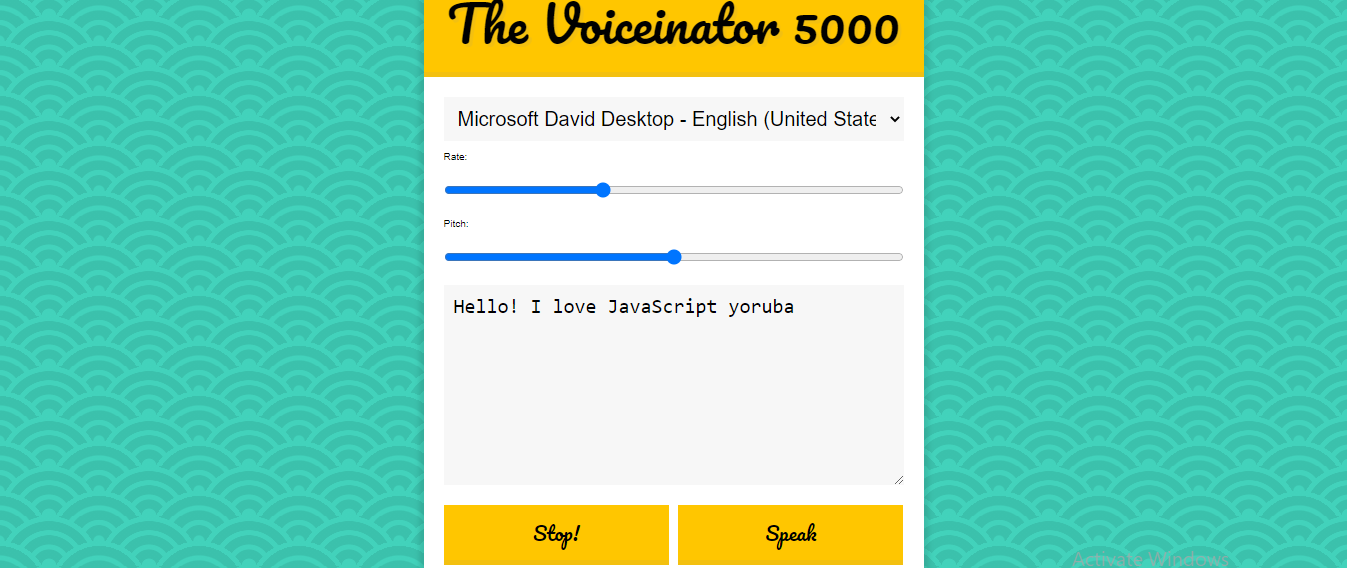 The Voiceinator 5000
Microsoft David Desktop - English (United State
Rate:
Pitch:
Hello! I love JavaScript yoruba
Stop!
Speak
Activate Windows